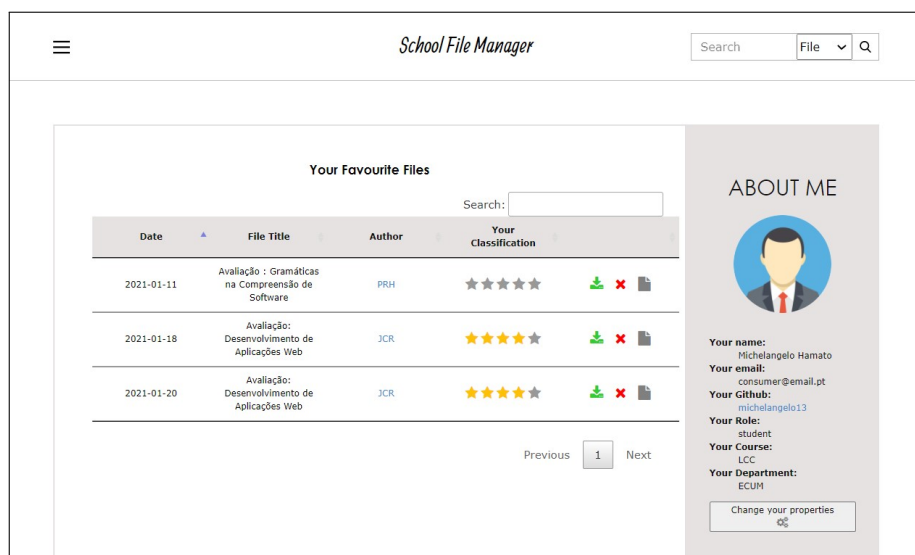 School File Manager
Search
File
Your Favourite Files
Search:
Date
File Title
Author
Your
Classification
2021-01-11
Avaliação : Gramáticas
na Compreensão de
Software
PRH
2021-01-18
Avaliação:
Desenvolvimento de
Aplicações Web
JCR
2021-01-20
Avaliação:
Desenvolvimento de
Aplicações Web
JCR
Previous 1 Next
ABOUT ME
Your name:
Michelangelo Hamato
Your email:
consumer@email.pt
Your Github:
michelangelo13
Your Role:
student
Your Course:
LCC
Your Department:
ECUM
Change your properties